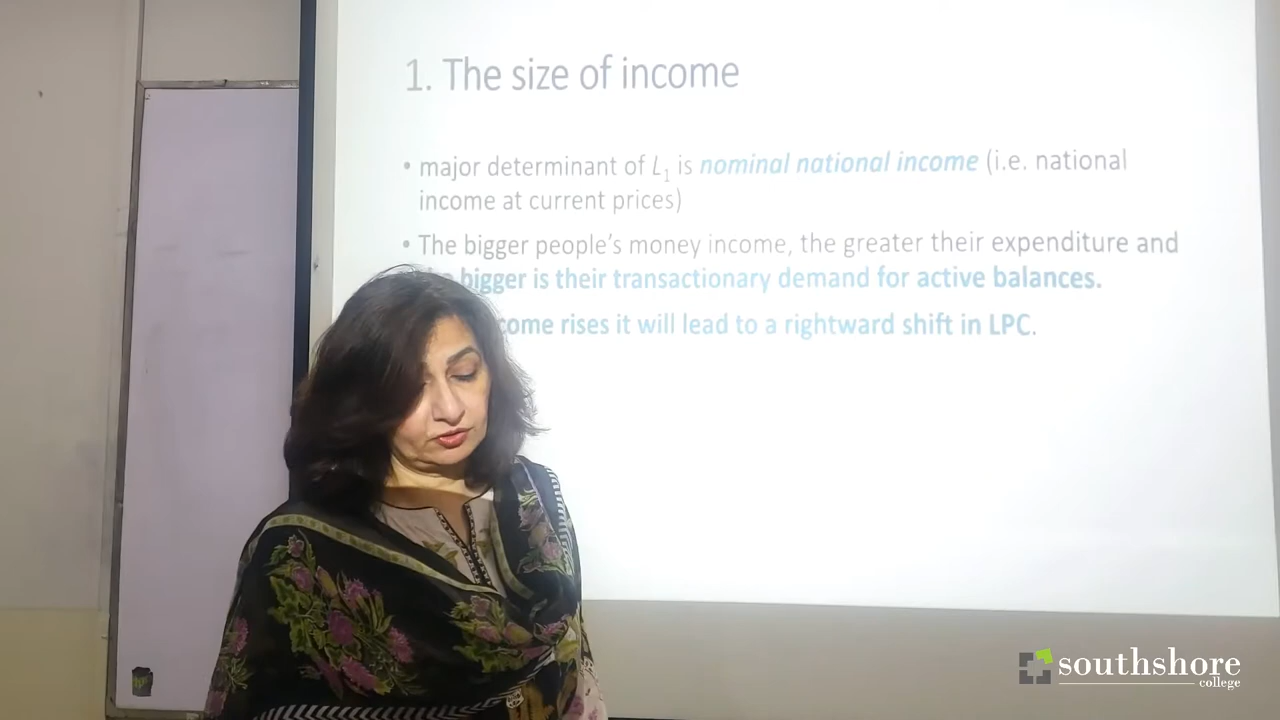 1. The size of income
• major determinant of L1 is nominal national income (i.e. national
income at current prices)
• The bigger people's money income, the greater their expenditure and
bigger is their transactionary demand for active balances.
come rises it will lead to a rightward shift in LPC.
southshore
college